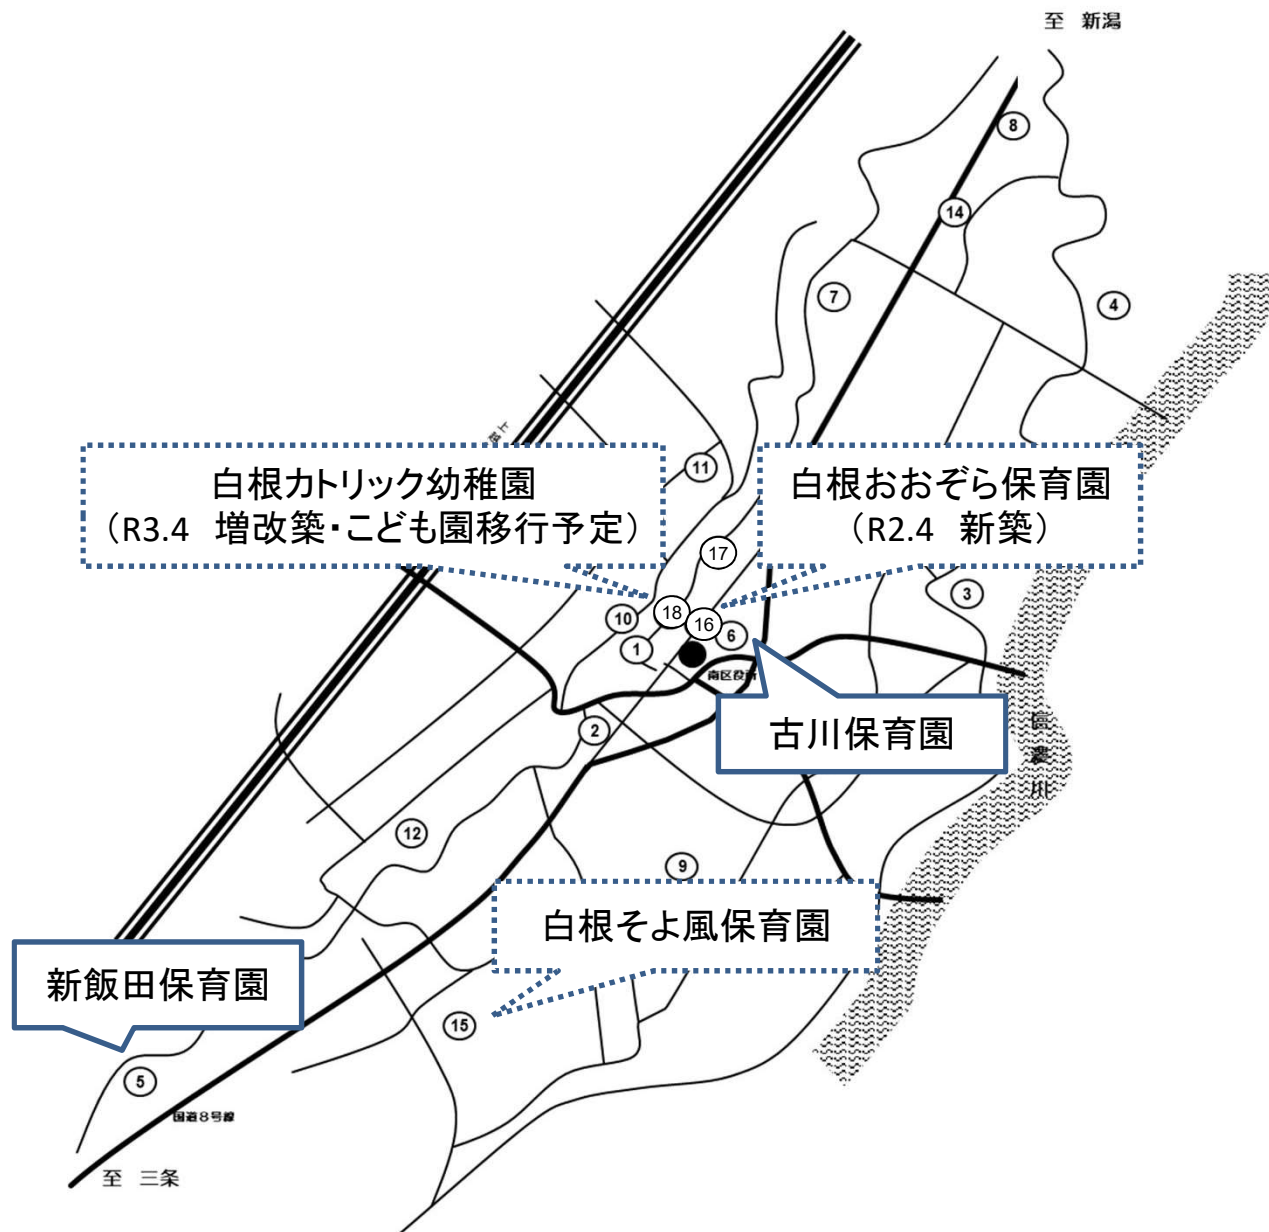 至 新潟
8
14
7
4
11
白根カトリック幼稚園
（R3.4 増改築・こども園移行予定）
白根おおぞら保育園
（R2.4 新築）
17
3
18
10
16
6
1
南区役所
2
古川保育園
信濃川
12
9
白根そよ風保育園
新飯田保育園
15
5
国道8号線
至 三条